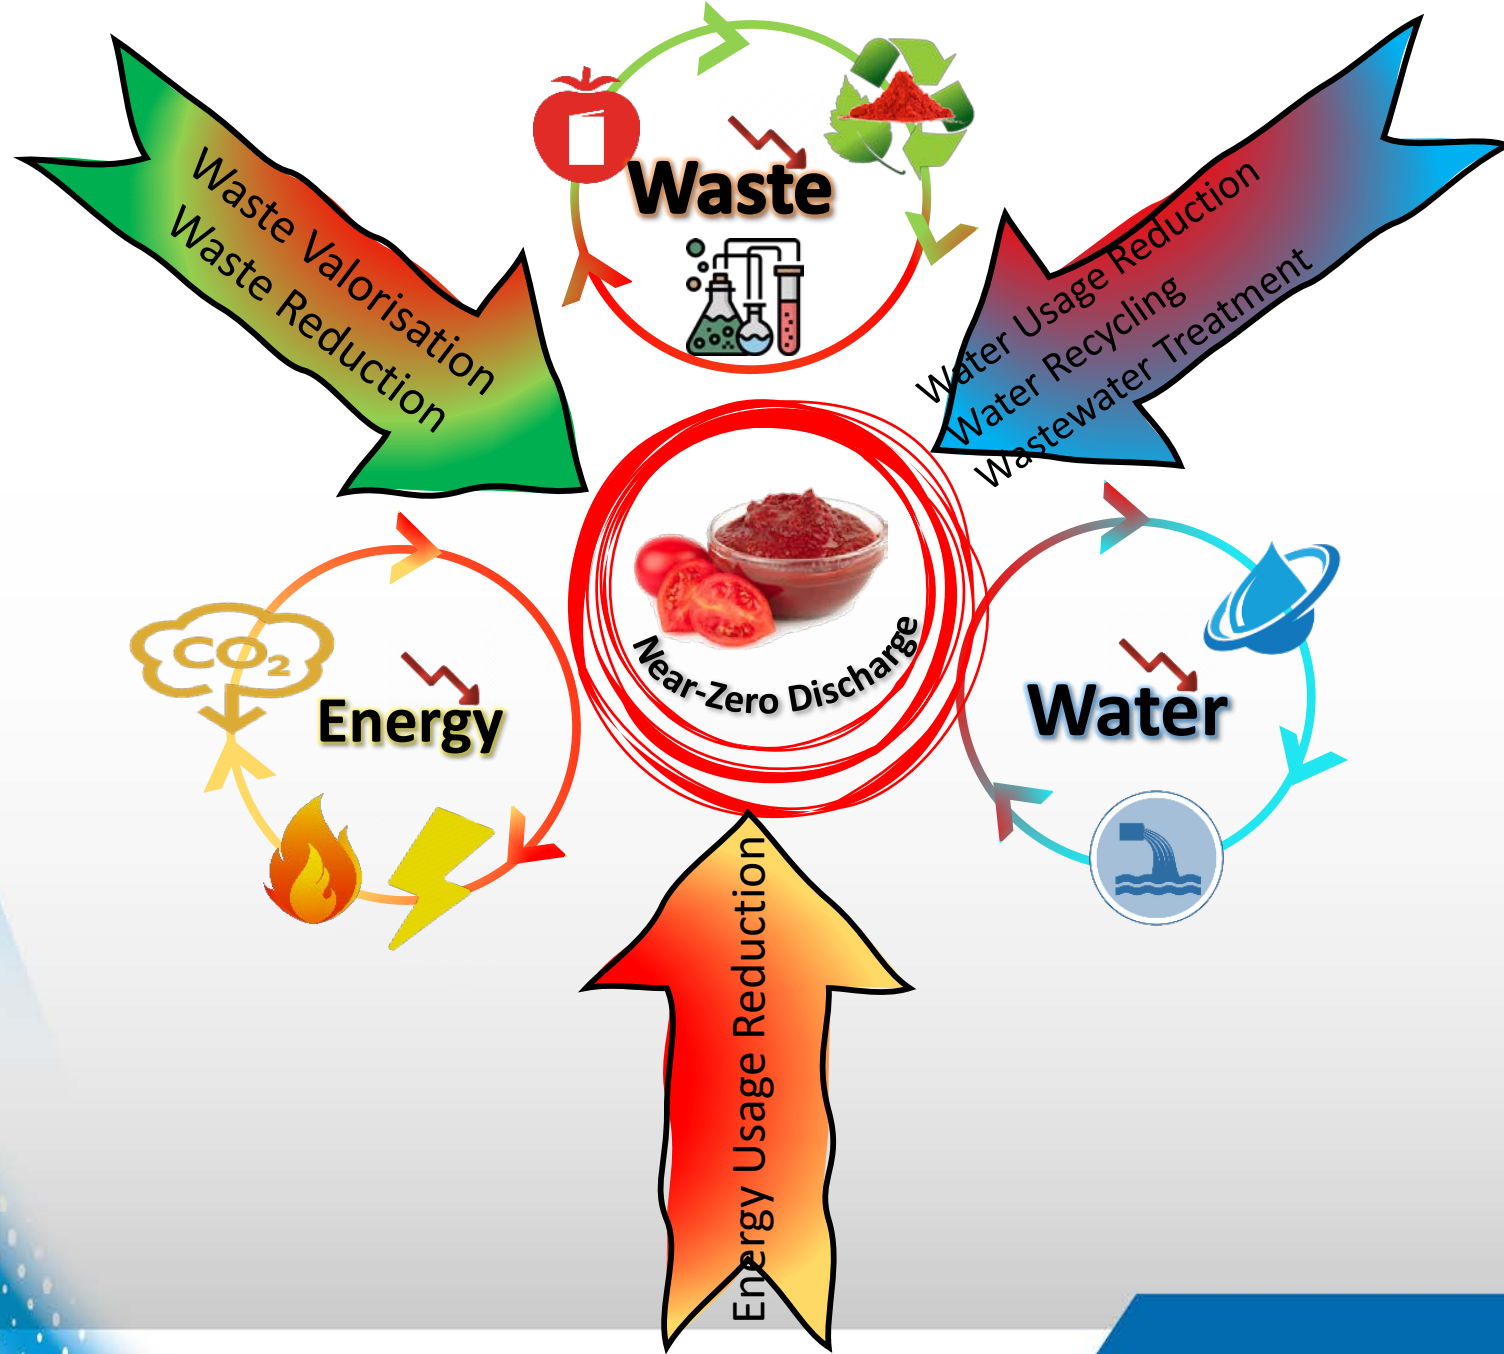 Waste Valorisation
Waste Reduction
Waste
Water Usage Reduction
Water Recycling
Wastewater Treatment
Near-Zero Discharge
CO2
Energy
Water
Energy Usage Reduction